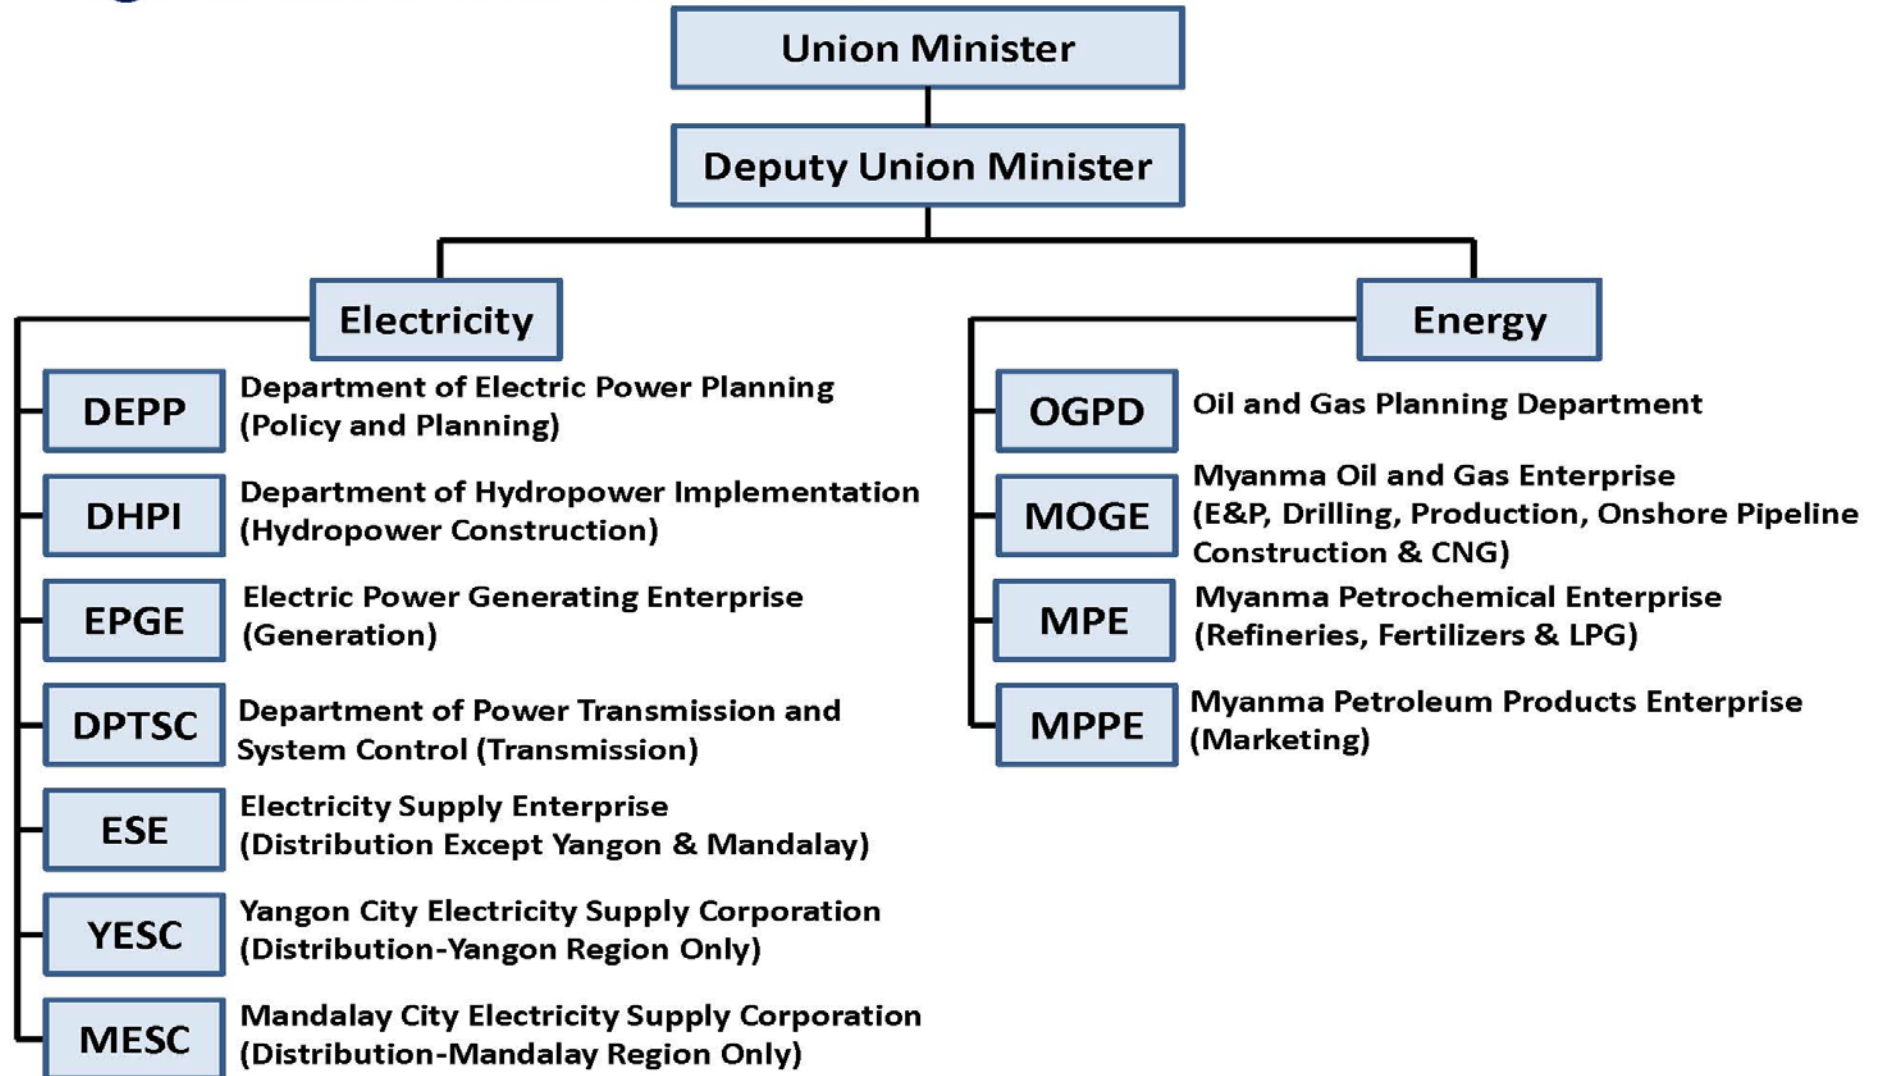 Union Minister
Deputy Union Minister
Electricity
DEPP
Department of Electric Power Planning
(Policy and Planning)
DHPI
Department of Hydropower Implementation
(Hydropower Construction)
EPGE
Electric Power Generating Enterprise
(Generation)
DPTSC
Department of Power Transmission and
System Control (Transmission)
ESE
Electricity Supply Enterprise
(Distribution Except Yangon & Mandalay)
YESC
Yangon City Electricity Supply Corporation
(Distribution-Yangon Region Only)
MESC
Mandalay City Electricity Supply Corporation
(Distribution-Mandalay Region Only)
Energy
OGPD
Oil and Gas Planning Department
MOGE
Myanma Oil and Gas Enterprise
(E&P, Drilling, Production, Onshore Pipeline
Construction & CNG)
MPE
Myanma Petrochemical Enterprise
(Refineries, Fertilizers & LPG)
MPPE
Myanma Petroleum Products Enterprise
(Marketing)